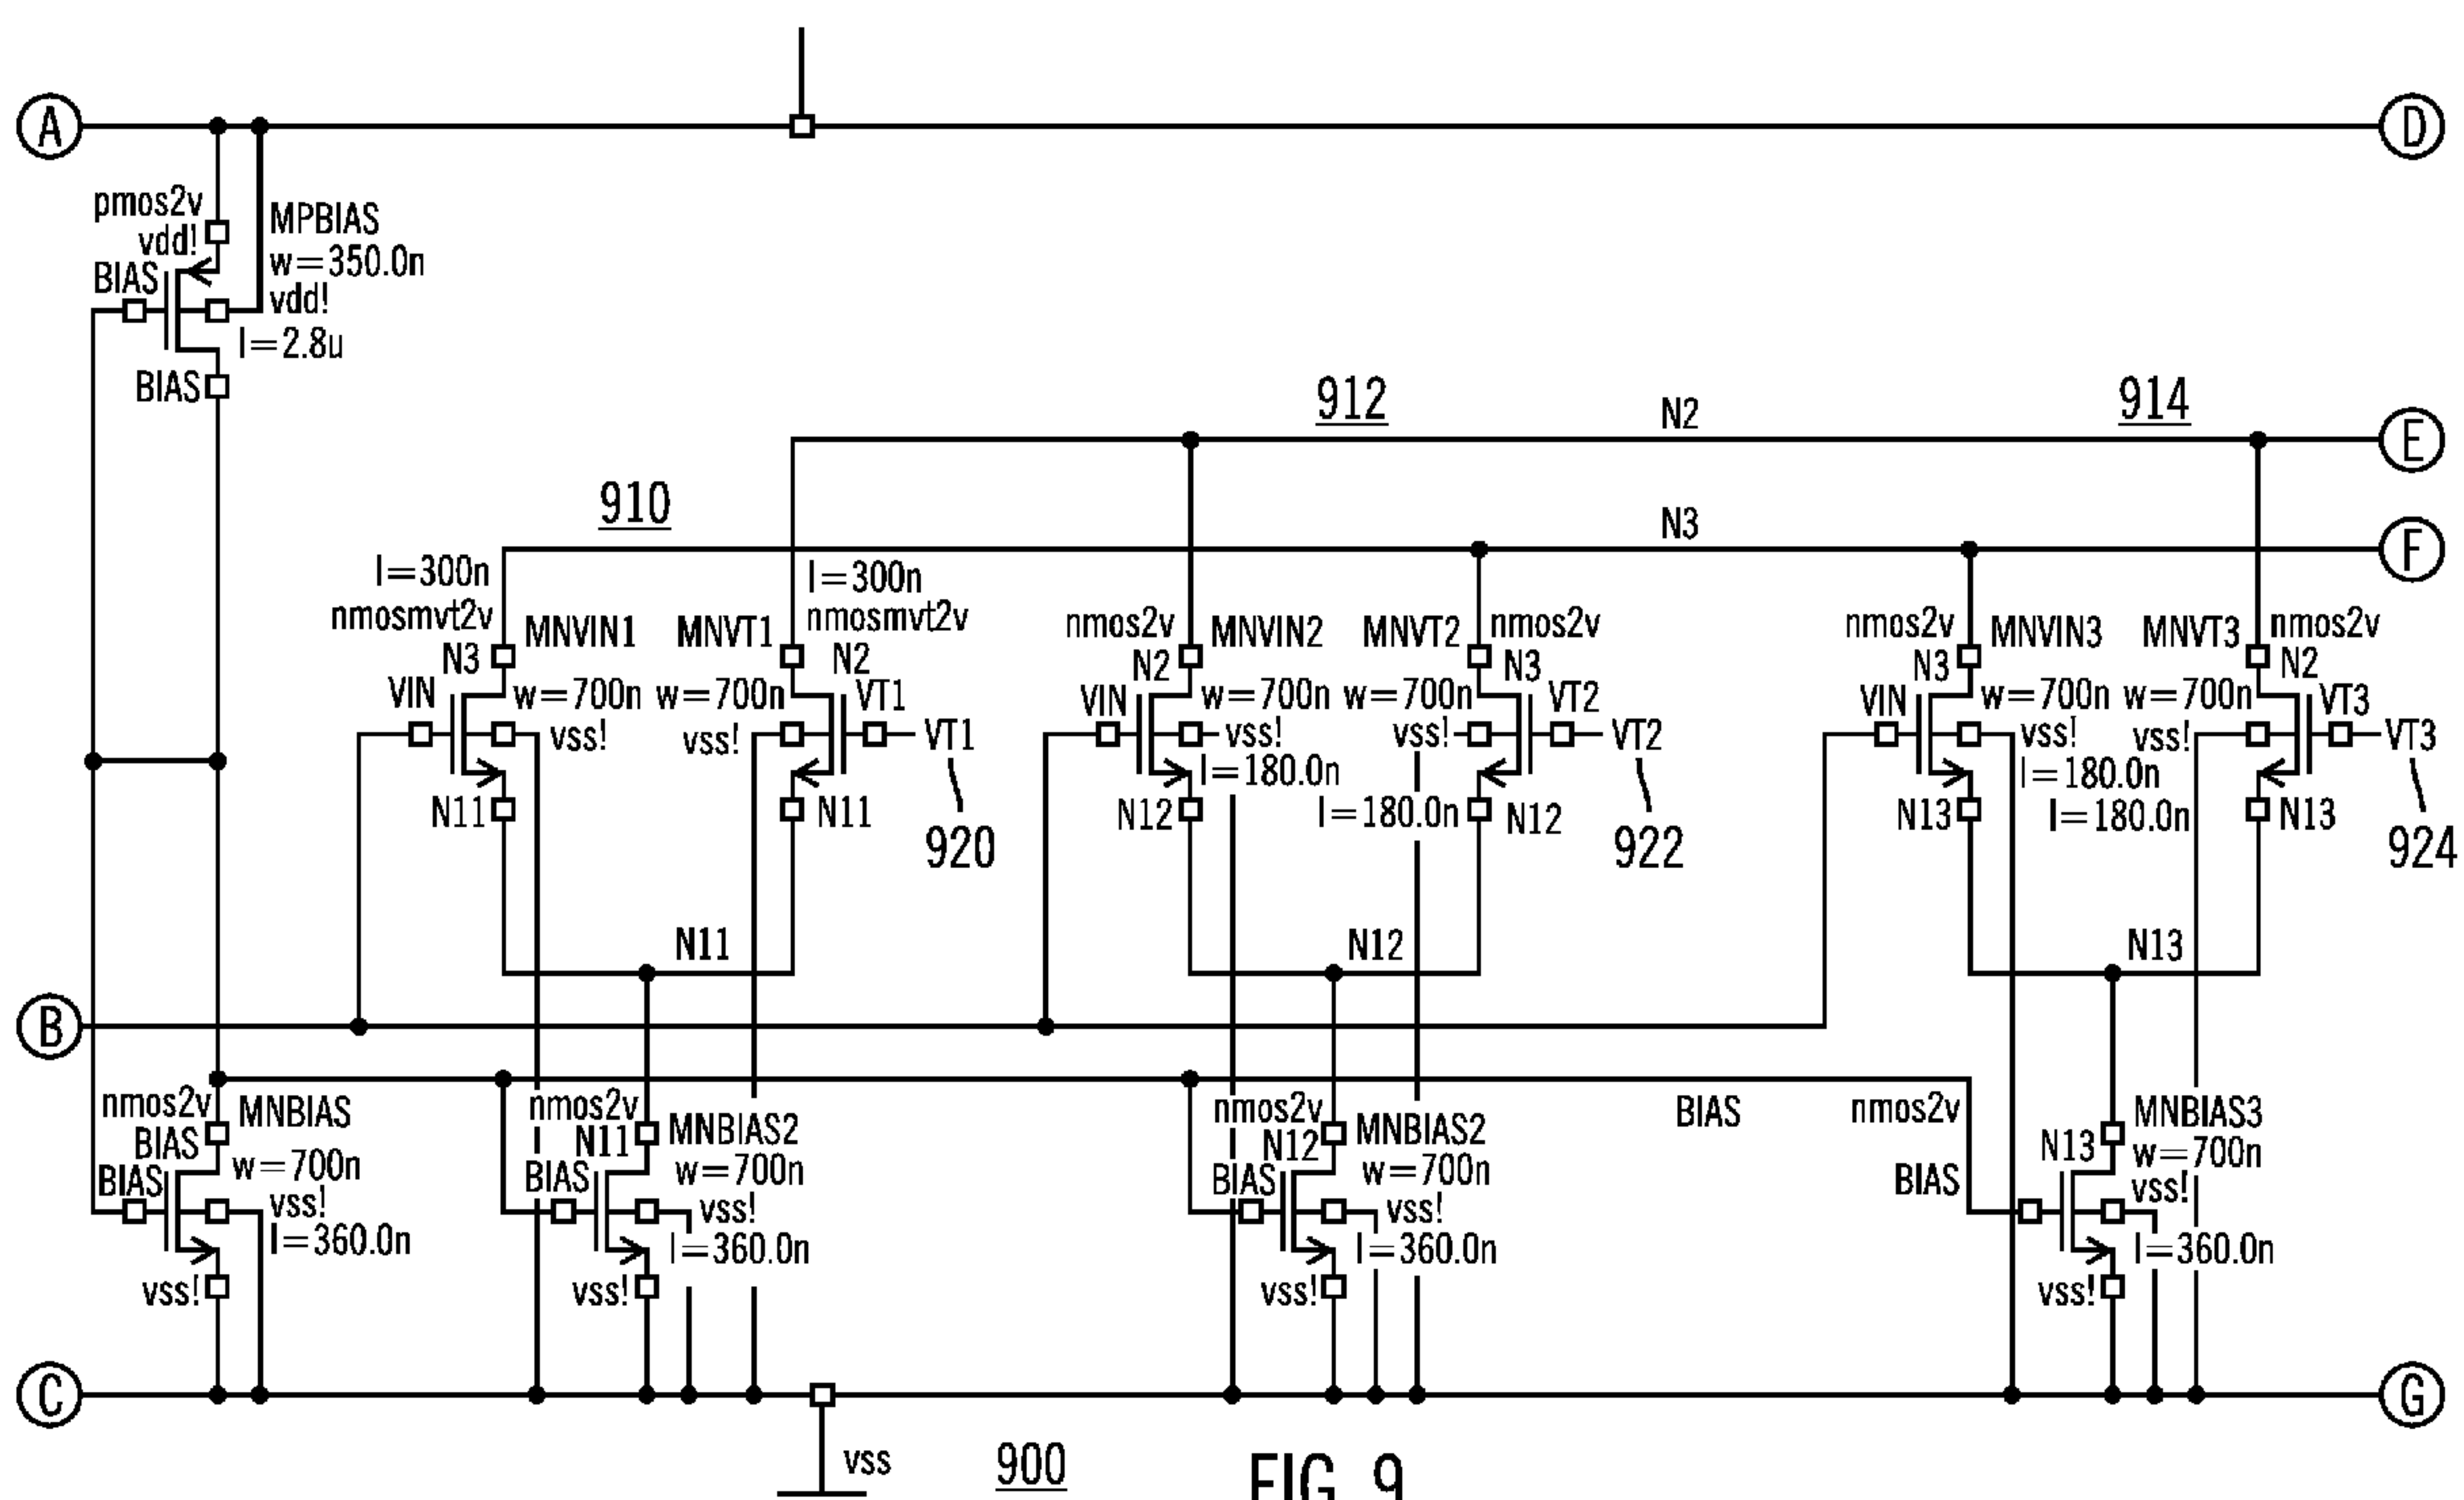 A
D
pmos2v
vdd!
MPBIAS
w=350.0n
BIAS
vdd!
l=2.8u
BIAS
912
N2
914
E
910
N3
F
l=300n
nmosmvt2v
N3
MNVIN1
VIN
w=700n
vss!
N11
l=300n
nmosmvt2v
MNVT1
N2
w=700n
VT1
vss!
VT1
N11
920
nmos2v
MNVIN2
N2
VIN
w=700n
vss!
l=180.0n
N12
MNVT2
nmos2v
N3
w=700n
VT2
vss!
VT2
l=180.0n
N12
922
nmos2v
MNVIN3
N3
VIN
w=700n
vss!
l=180.0n
N13
MNVT3
nmos2v
N2
w=700n
VT3
vss!
VT3
l=180.0n
N13
924
N11
N12
N13
B
nmos2v
MNBIAS
BIAS
w=700n
BIAS
vss!
l=360.0n
vss!
nmos2v
N11
MNBIAS2
w=700n
BIAS
vss!
l=360.0n
vss!
nmos2v
N12
MNBIAS2
w=700n
BIAS
vss!
l=360.0n
vss!
BIAS
nmos2v
MNBIAS3
N13
w=700n
BIAS
vss!
l=360.0n
vss!
C
G
vss
900
FIG. 9